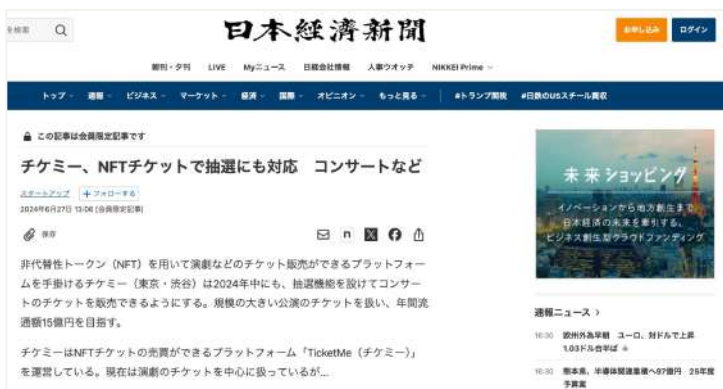 を検索
日本経済新聞
お申し込み
ログイン
朝刊・夕刊 LIVE Myニュース 日経会社情報 人事ウオッチ NIKKEI Prime
トップ 速報 ビジネス マーケット 経済 国際 オピニオン もっと見る #トランプ関税 #日鉄のUSスチール買収
この記事は会員限定記事です
チケミー、NFTチケットで抽選にも対応 コンサートなど
スタートアップ +フォローする
2024年6月27日 13:06 [会員限定記事]
保存
非代替性トークン（NFT）を用いて演劇などのチケット販売ができるプラットフォー
ムを手掛けるチケミー（東京・渋谷）は2024年中にも、抽選機能を設けてコンサー
トのチケットを販売できるようにする。規模の大きい公演のチケットを扱い、年間流
通額15億円を目指す。
チケミーはNFTチケットの売買ができるプラットフォーム「TicketMe（チケミー）」
を運営している。現在は演劇のチケットを中心に扱っているが...
未来ショッピング
イノベーションから地方創生まで
日本経済の未来を牽引する、
ビジネス創生型クラウドファンディング
速報ニュース >
16:30 欧州外為早朝 ユーロ、対ドルで上昇
1.03ドル台半ば
16:30 熊本県、半導体関連集積へ97億円 25年度
予算案